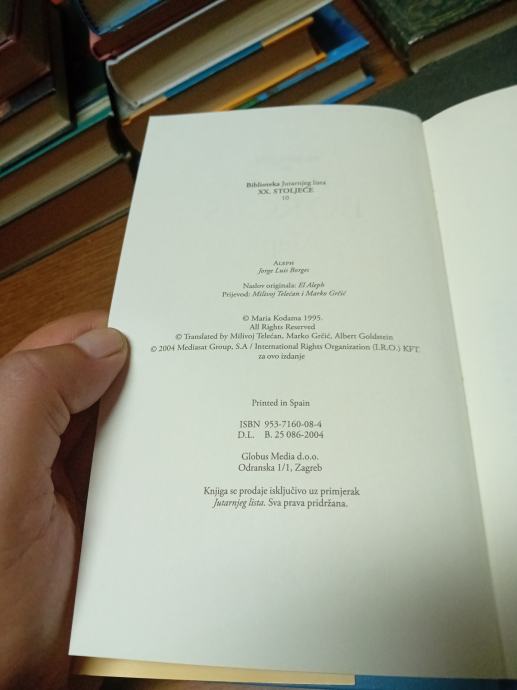 Biblioteka Jutarnjeg lista
XX. STOLJEĆE
10
ALEPH
Jorge Luis Borges
Naslov originala: El Aleph
Prijevod: Milivoj Telećan i Marko Grčić
© Maria Kodama 1995.
All Rights Reserved
© Translated by Milivoj Telećan, Marko Grčić, Albert Goldstein
© 2004 Mediasat Group, S.A / International Rights Organization (I.R.O.) KFT.
za ovo izdanje
Printed in Spain
ISBN 953-7160-08-4
D.L. B. 25 086-2004
Globus Media d.o.o.
Odranska 1/1, Zagreb
Knjiga se prodaje isključivo uz primjerak
Jutarnjeg lista. Sva prava pridržana.